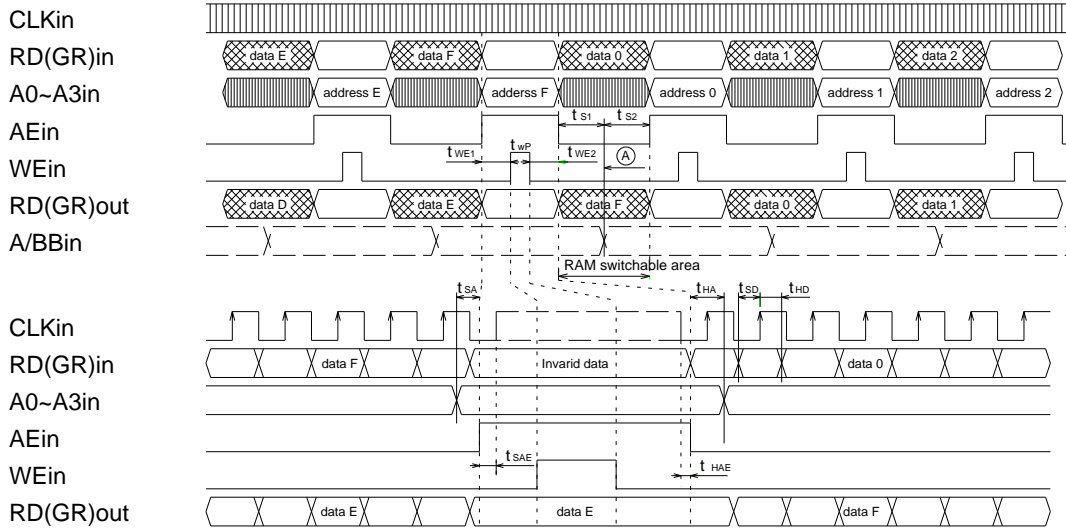 CLKin
RD(GR)in data E data F data 0 data 1 data 2
A0~A3in address E adderss F address 0 address 1 address 2
AEin t S1 t S2
t WE1 t wP t WE2 A
WEin
RD(GR)out data D data E data F data 0 data 1
A/BBin
RAM switchable area
t SA t HA t SD t HD
CLKin
RD(GR)in data F Invarid data data 0
A0~A3in
AEin
t SAE t HAE
WEin
RD(GR)out data E data E data F